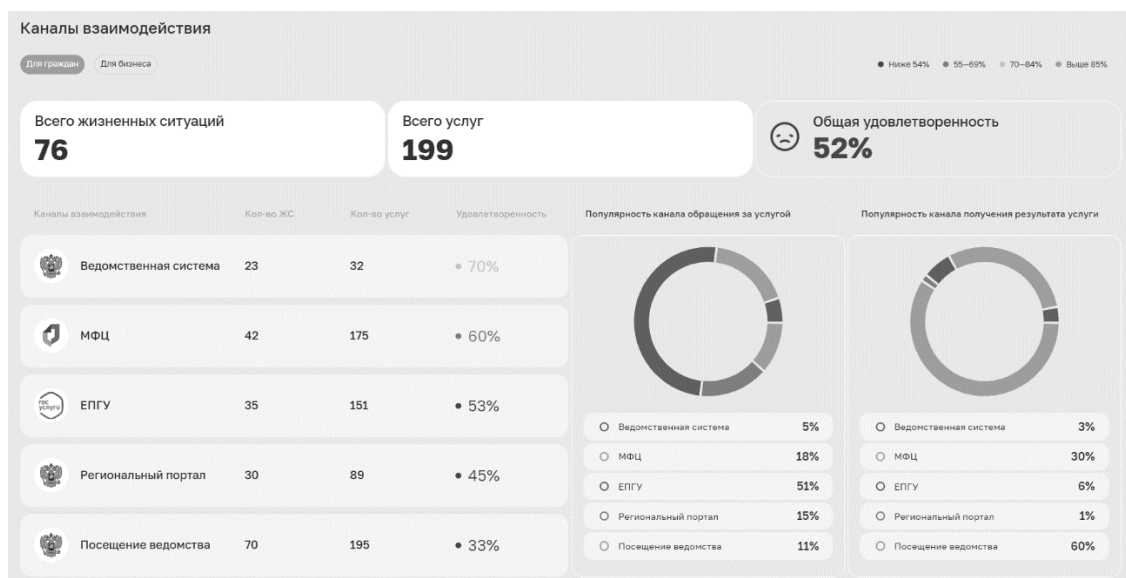 Каналы взаимодействия
Для граждан
Для бизнеса
Ниже 54%
55–69%
70–84%
Выше 85%
Всего жизненных ситуаций
76
Всего услуг
199
Общая удовлетворенность
52%
Каналы взаимодействия Кол-во ЖС Кол-во услуг Удовлетворенность
Ведомственная система 23 32 70%
МФЦ 42 175 60%
гос услуги
ЕПГУ 35 151 53%
Региональный портал 30 89 45%
Посещение ведомства 70 195 33%
Популярность канала обращения за услугой
Ведомственная система 5%
МФЦ 18%
ЕПГУ 51%
Региональный портал 15%
Посещение ведомства 11%
Популярность канала получения результата услуги
Ведомственная система 3%
МФЦ 30%
ЕПГУ 6%
Региональный портал 1%
Посещение ведомства 60%